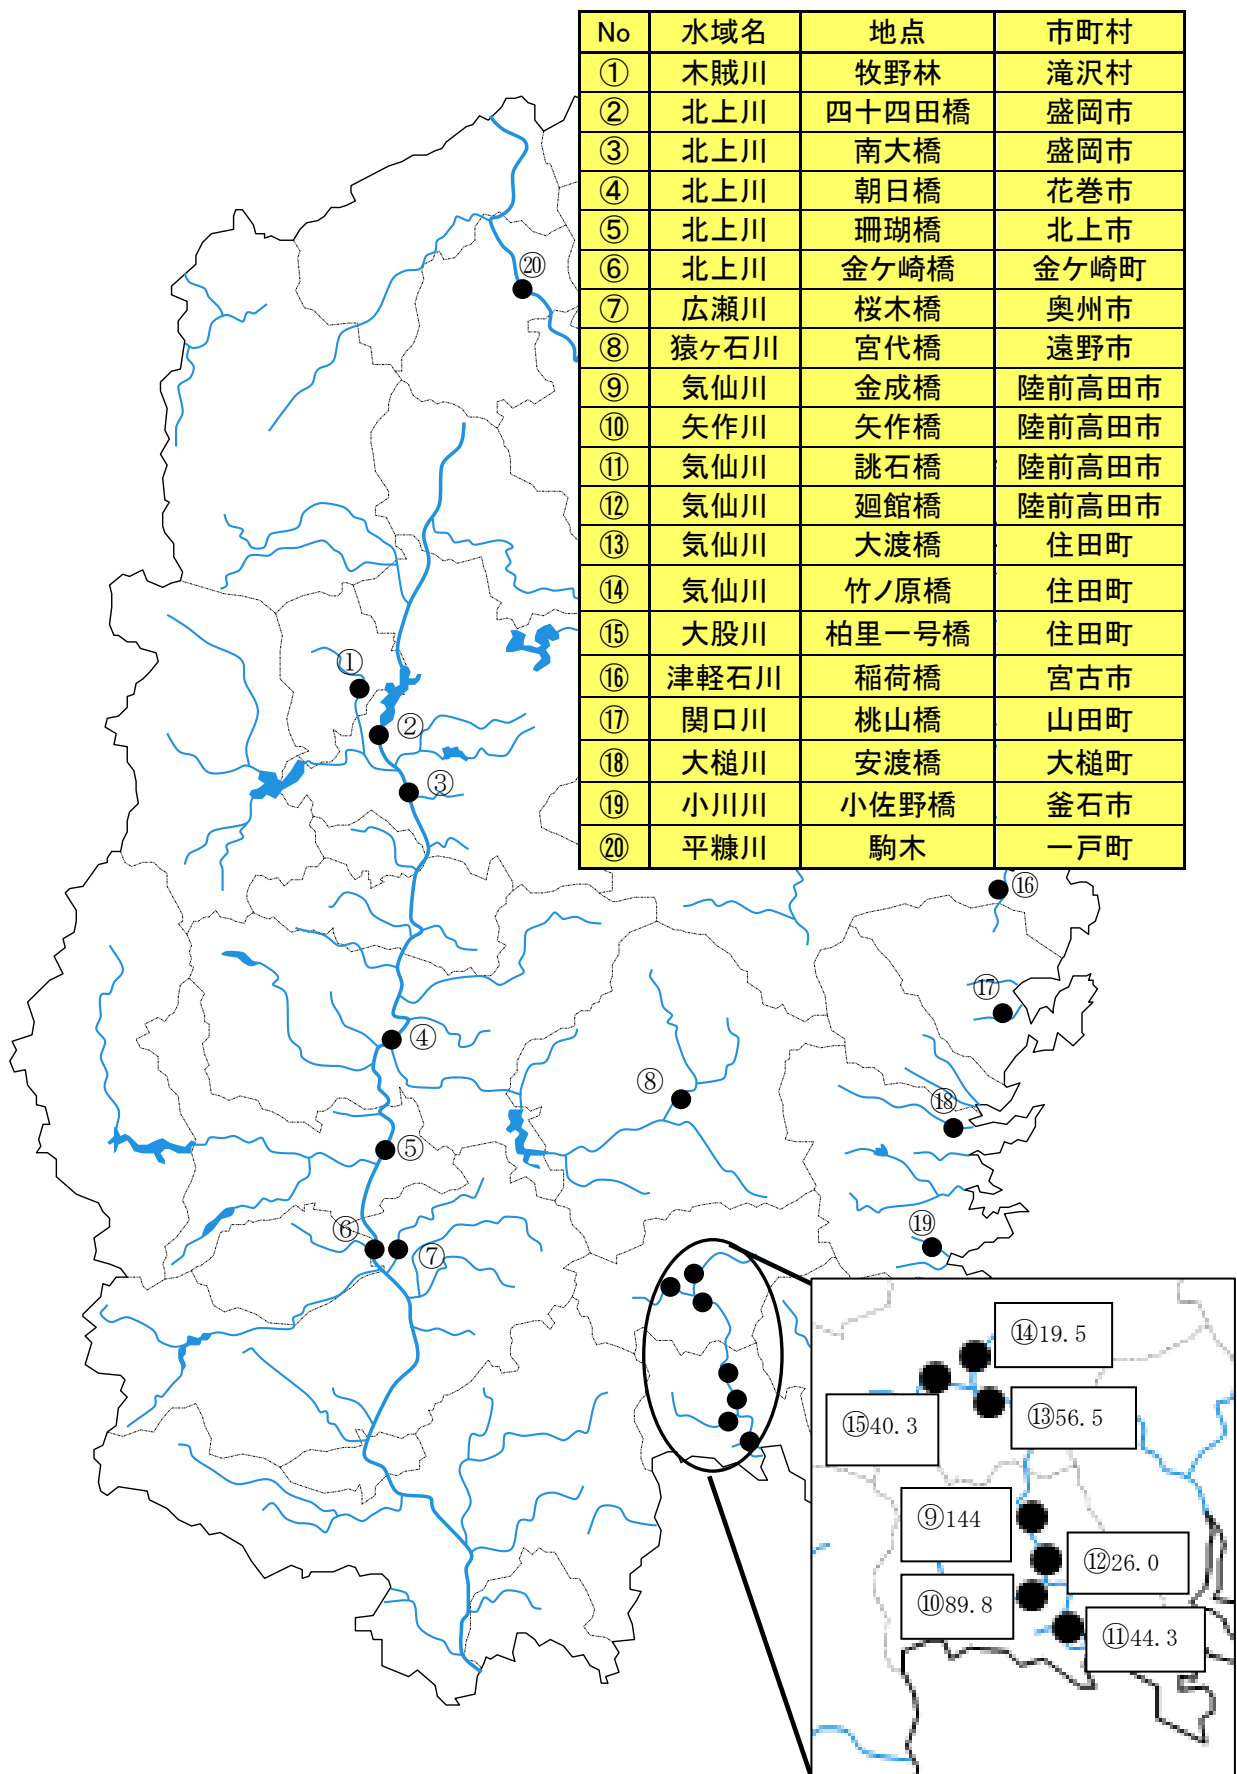 No 水域名 地点 市町村
① 木賊川 牧野林 滝沢村
② 北上川 四十四田橋 盛岡市
③ 北上川 南大橋 盛岡市
④ 北上川 朝日橋 花巻市
⑤ 北上川 珊瑚橋 北上市
⑥ 北上川 金ケ崎橋 金ケ崎町
⑦ 広瀬川 桜木橋 奥州市
⑧ 猿ヶ石川 宮代橋 遠野市
⑨ 気仙川 金成橋 陸前高田市
⑩ 矢作川 矢作橋 陸前高田市
⑪ 気仙川 誂石橋 陸前高田市
⑫ 気仙川 廻館橋 陸前高田市
⑬ 気仙川 大渡橋 住田町
⑭ 気仙川 竹ノ原橋 住田町
⑮ 大股川 柏里一号橋 住田町
⑯ 津軽石川 稲荷橋 宮古市
⑰ 関口川 桃山橋 山田町
⑱ 大槌川 安渡橋 大槌町
⑲ 小川川 小佐野橋 釜石市
⑳ 平糠川 駒木 一戸町
⑳
①
②
③
⑯
⑰
④
⑧
⑱
⑤
⑥
⑦
⑲
⑭19.5
⑮40.3
⑬56.5
⑨144
⑫26.0
⑩89.8
⑪44.3